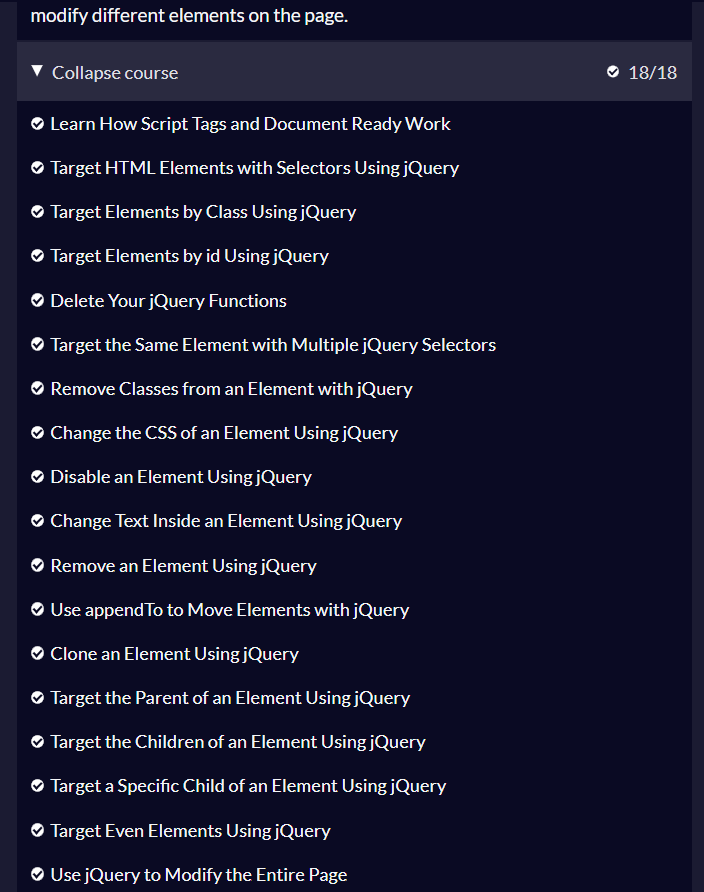 modify different elements on the page.
Collapse course 18/18
Learn How Script Tags and Document Ready Work
Target HTML Elements with Selectors Using jQuery
Target Elements by Class Using jQuery
Target Elements by id Using jQuery
Delete Your jQuery Functions
Target the Same Element with Multiple jQuery Selectors
Remove Classes from an Element with jQuery
Change the CSS of an Element Using jQuery
Disable an Element Using jQuery
Change Text Inside an Element Using jQuery
Remove an Element Using jQuery
Use appendTo to Move Elements with jQuery
Clone an Element Using jQuery
Target the Parent of an Element Using jQuery
Target the Children of an Element Using jQuery
Target a Specific Child of an Element Using jQuery
Target Even Elements Using jQuery
Use jQuery to Modify the Entire Page